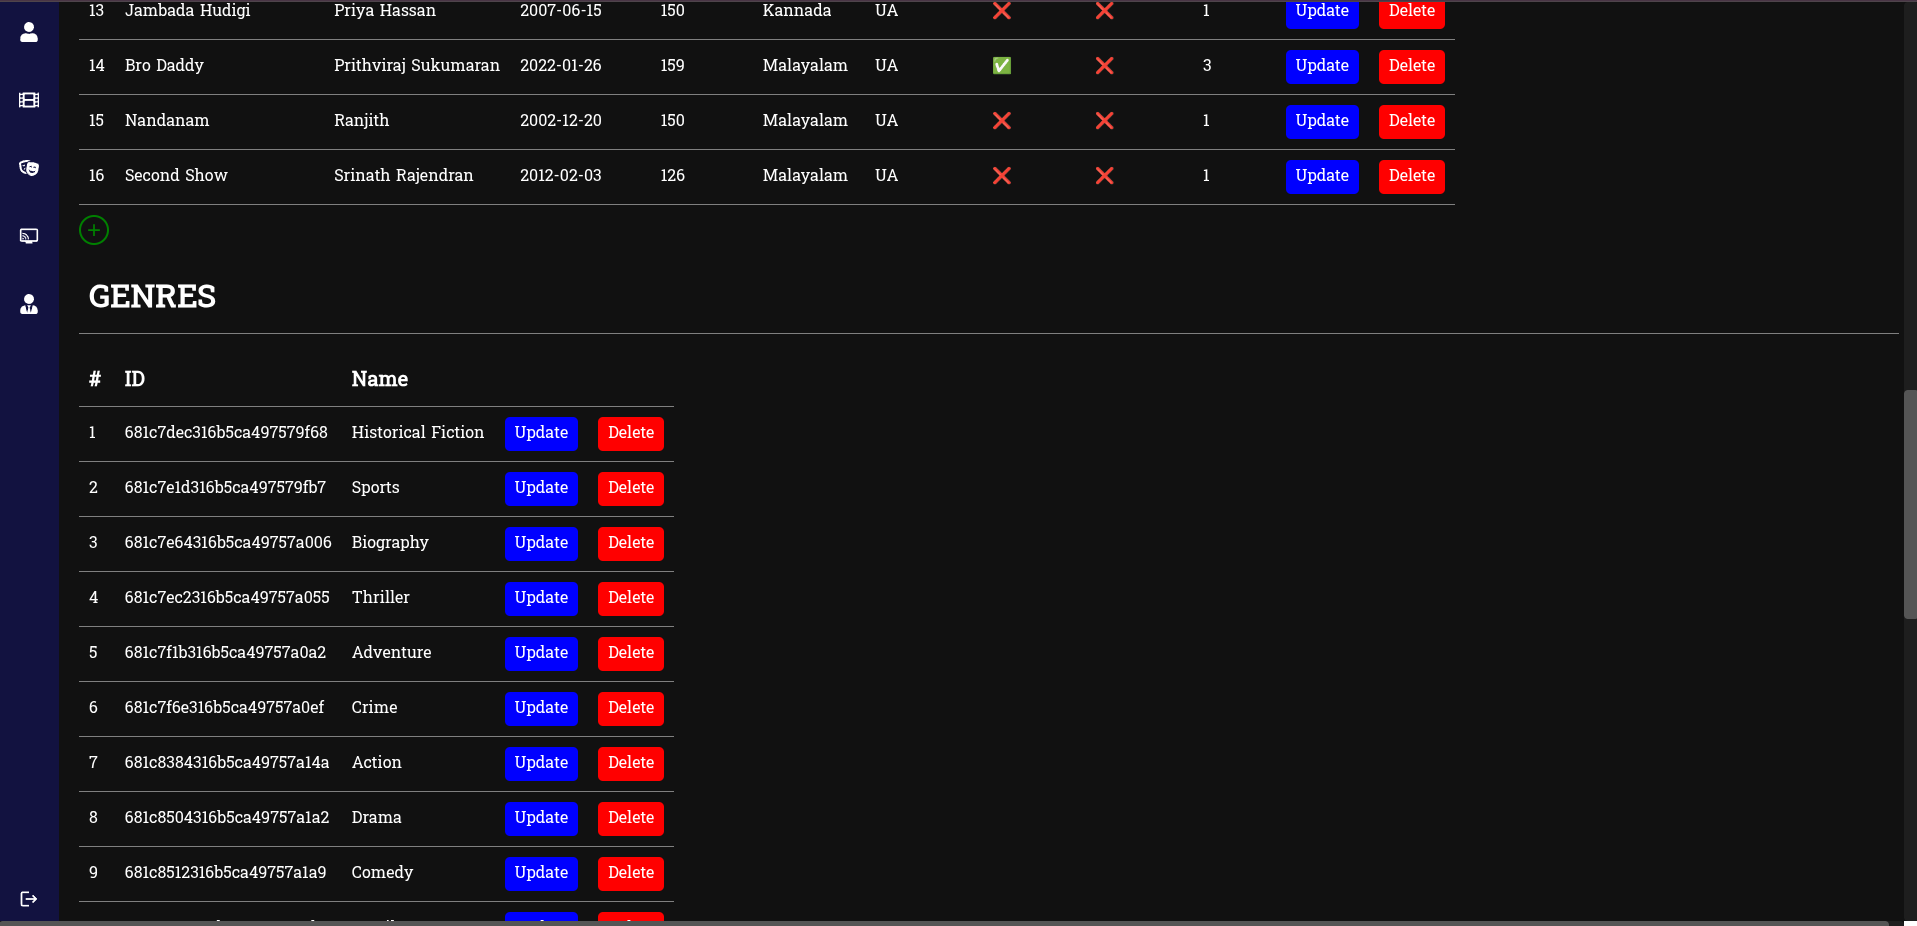 13 Jambada Hudigi Priya Hassan 2007-06-15 150 Kannada UA ❌ ❌ 1 Update Delete
14 Bro Daddy Prithviraj Sukumaran 2022-01-26 159 Malayalam UA ✅ ❌ 3 Update Delete
15 Nandanam Ranjith 2002-12-20 150 Malayalam UA ❌ ❌ 1 Update Delete
16 Second Show Srinath Rajendran 2012-02-03 126 Malayalam UA ❌ ❌ 1 Update Delete
GENRES
# ID Name
1 681c7dec316b5ca497579f68 Historical Fiction Update Delete
2 681c7e1d316b5ca497579fb7 Sports Update Delete
3 681c7e64316b5ca49757a006 Biography Update Delete
4 681c7ec2316b5ca49757a055 Thriller Update Delete
5 681c7f1b316b5ca49757a0a2 Adventure Update Delete
6 681c7f6e316b5ca49757a0ef Crime Update Delete
7 681c8384316b5ca49757a14a Action Update Delete
8 681c8504316b5ca49757a1a2 Drama Update Delete
9 681c8512316b5ca49757a1a9 Comedy Update Delete